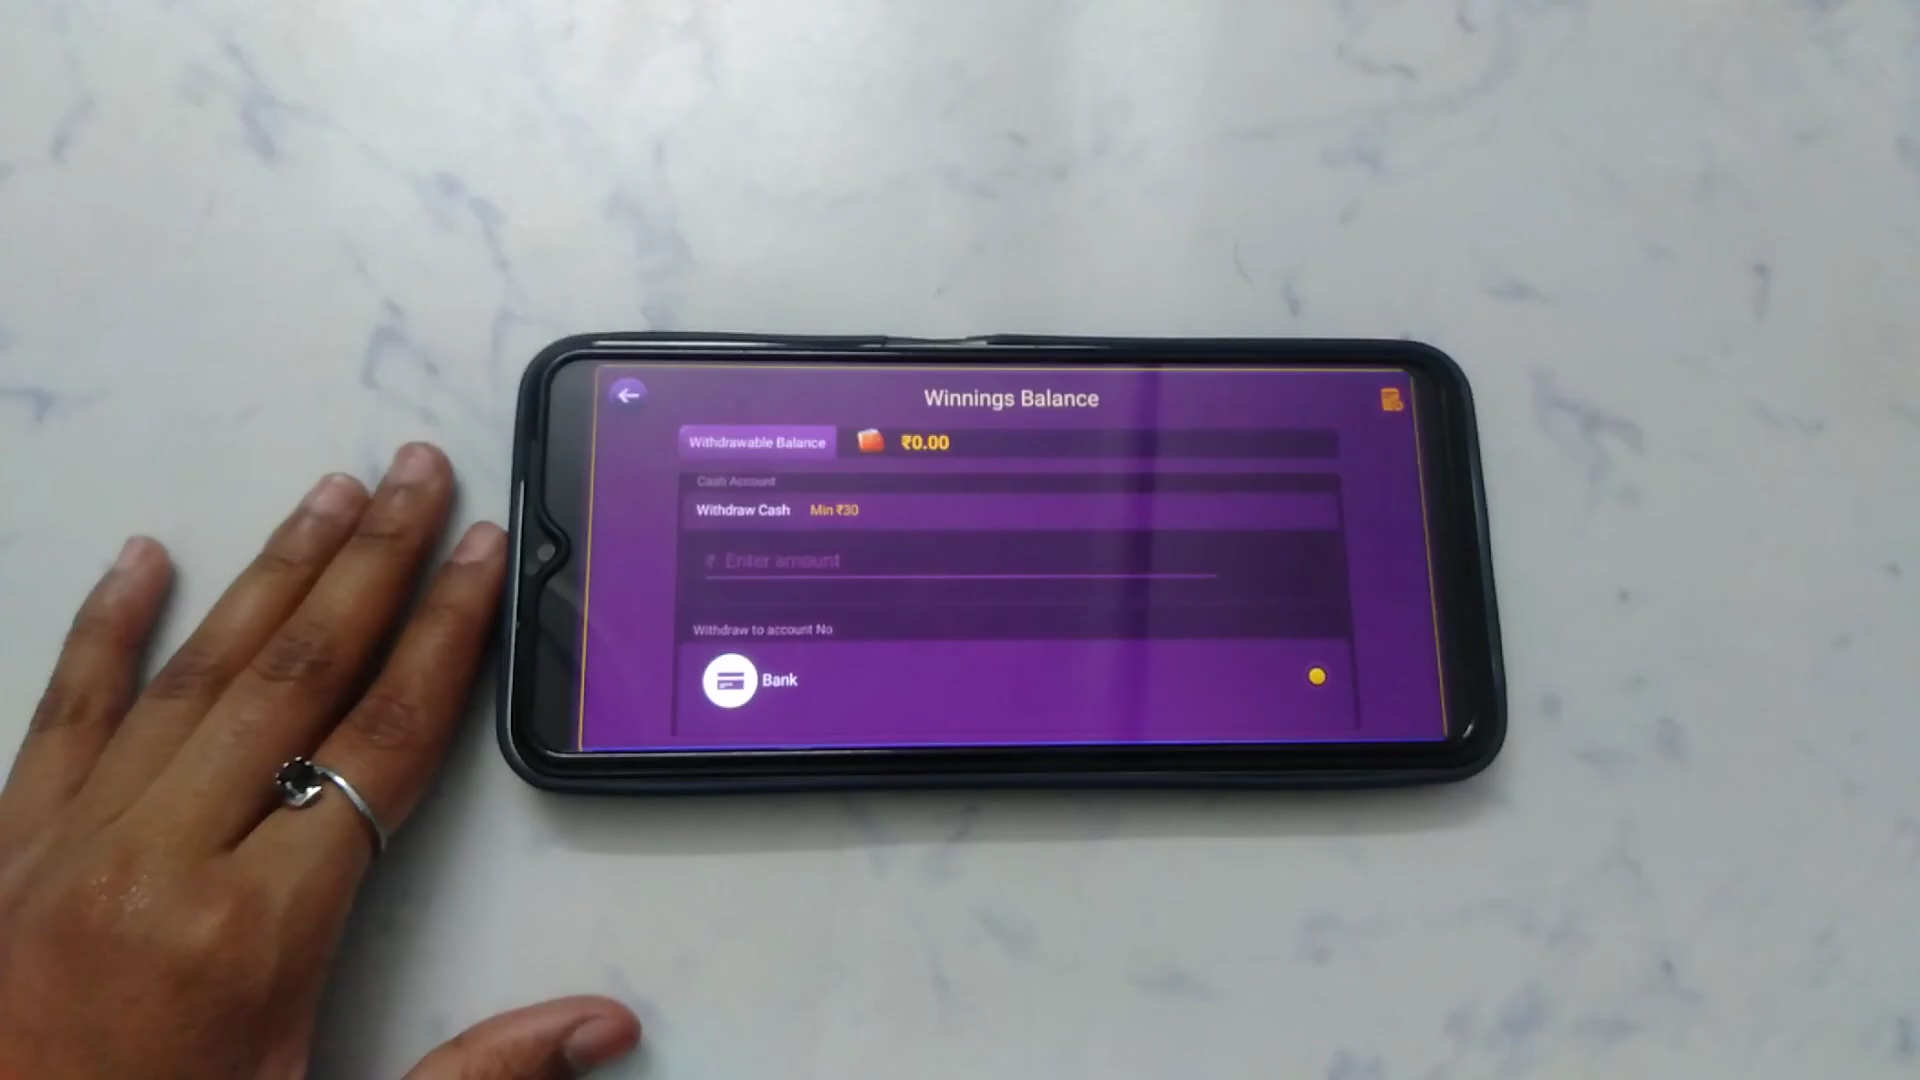 Winnings Balance
Withdrawable Balance ₹0.00
Cash Account
Withdraw Cash Min ₹30
₹ Enter amount
Withdraw to account No
Bank